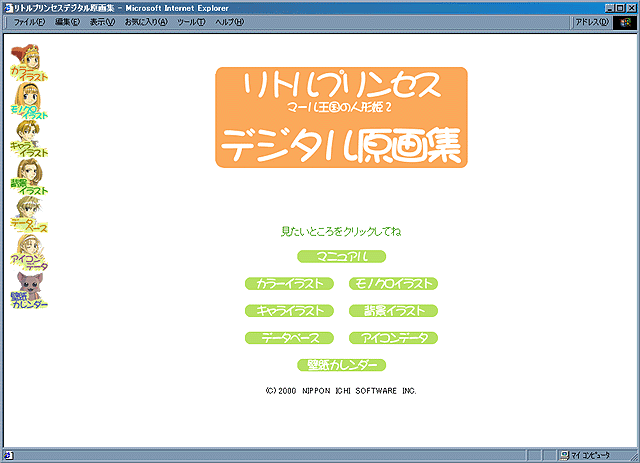 リトルプリンセスデジタル原画集 - Microsoft Internet Explorer
ファイル(F) 編集(E) 表示(V) お気に入り(A) ツール(T) ヘルプ(H) アドレス(D)
カラーイラスト
モノクロイラスト
キャライラスト
背景イラスト
データベース
アイコンデータ
壁紙カレンダー
リトルプリンセス
マール王国の人形姫2
デジタル原画集
見たいところをクリックしてね
マニュアル
カラーイラスト モノクロイラスト
キャライラスト 背景イラスト
データベース アイコンデータ
壁紙カレンダー
(C)2000 NIPPON ICHI SOFTWARE INC.
マイ コンピュータ